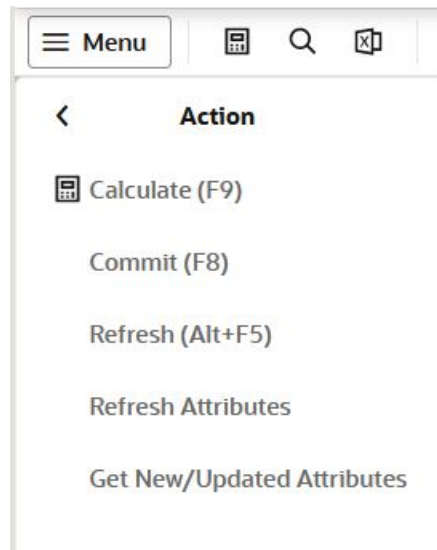 Menu
Action
Calculate (F9)
Commit (F8)
Refresh (Alt+F5)
Refresh Attributes
Get New/Updated Attributes